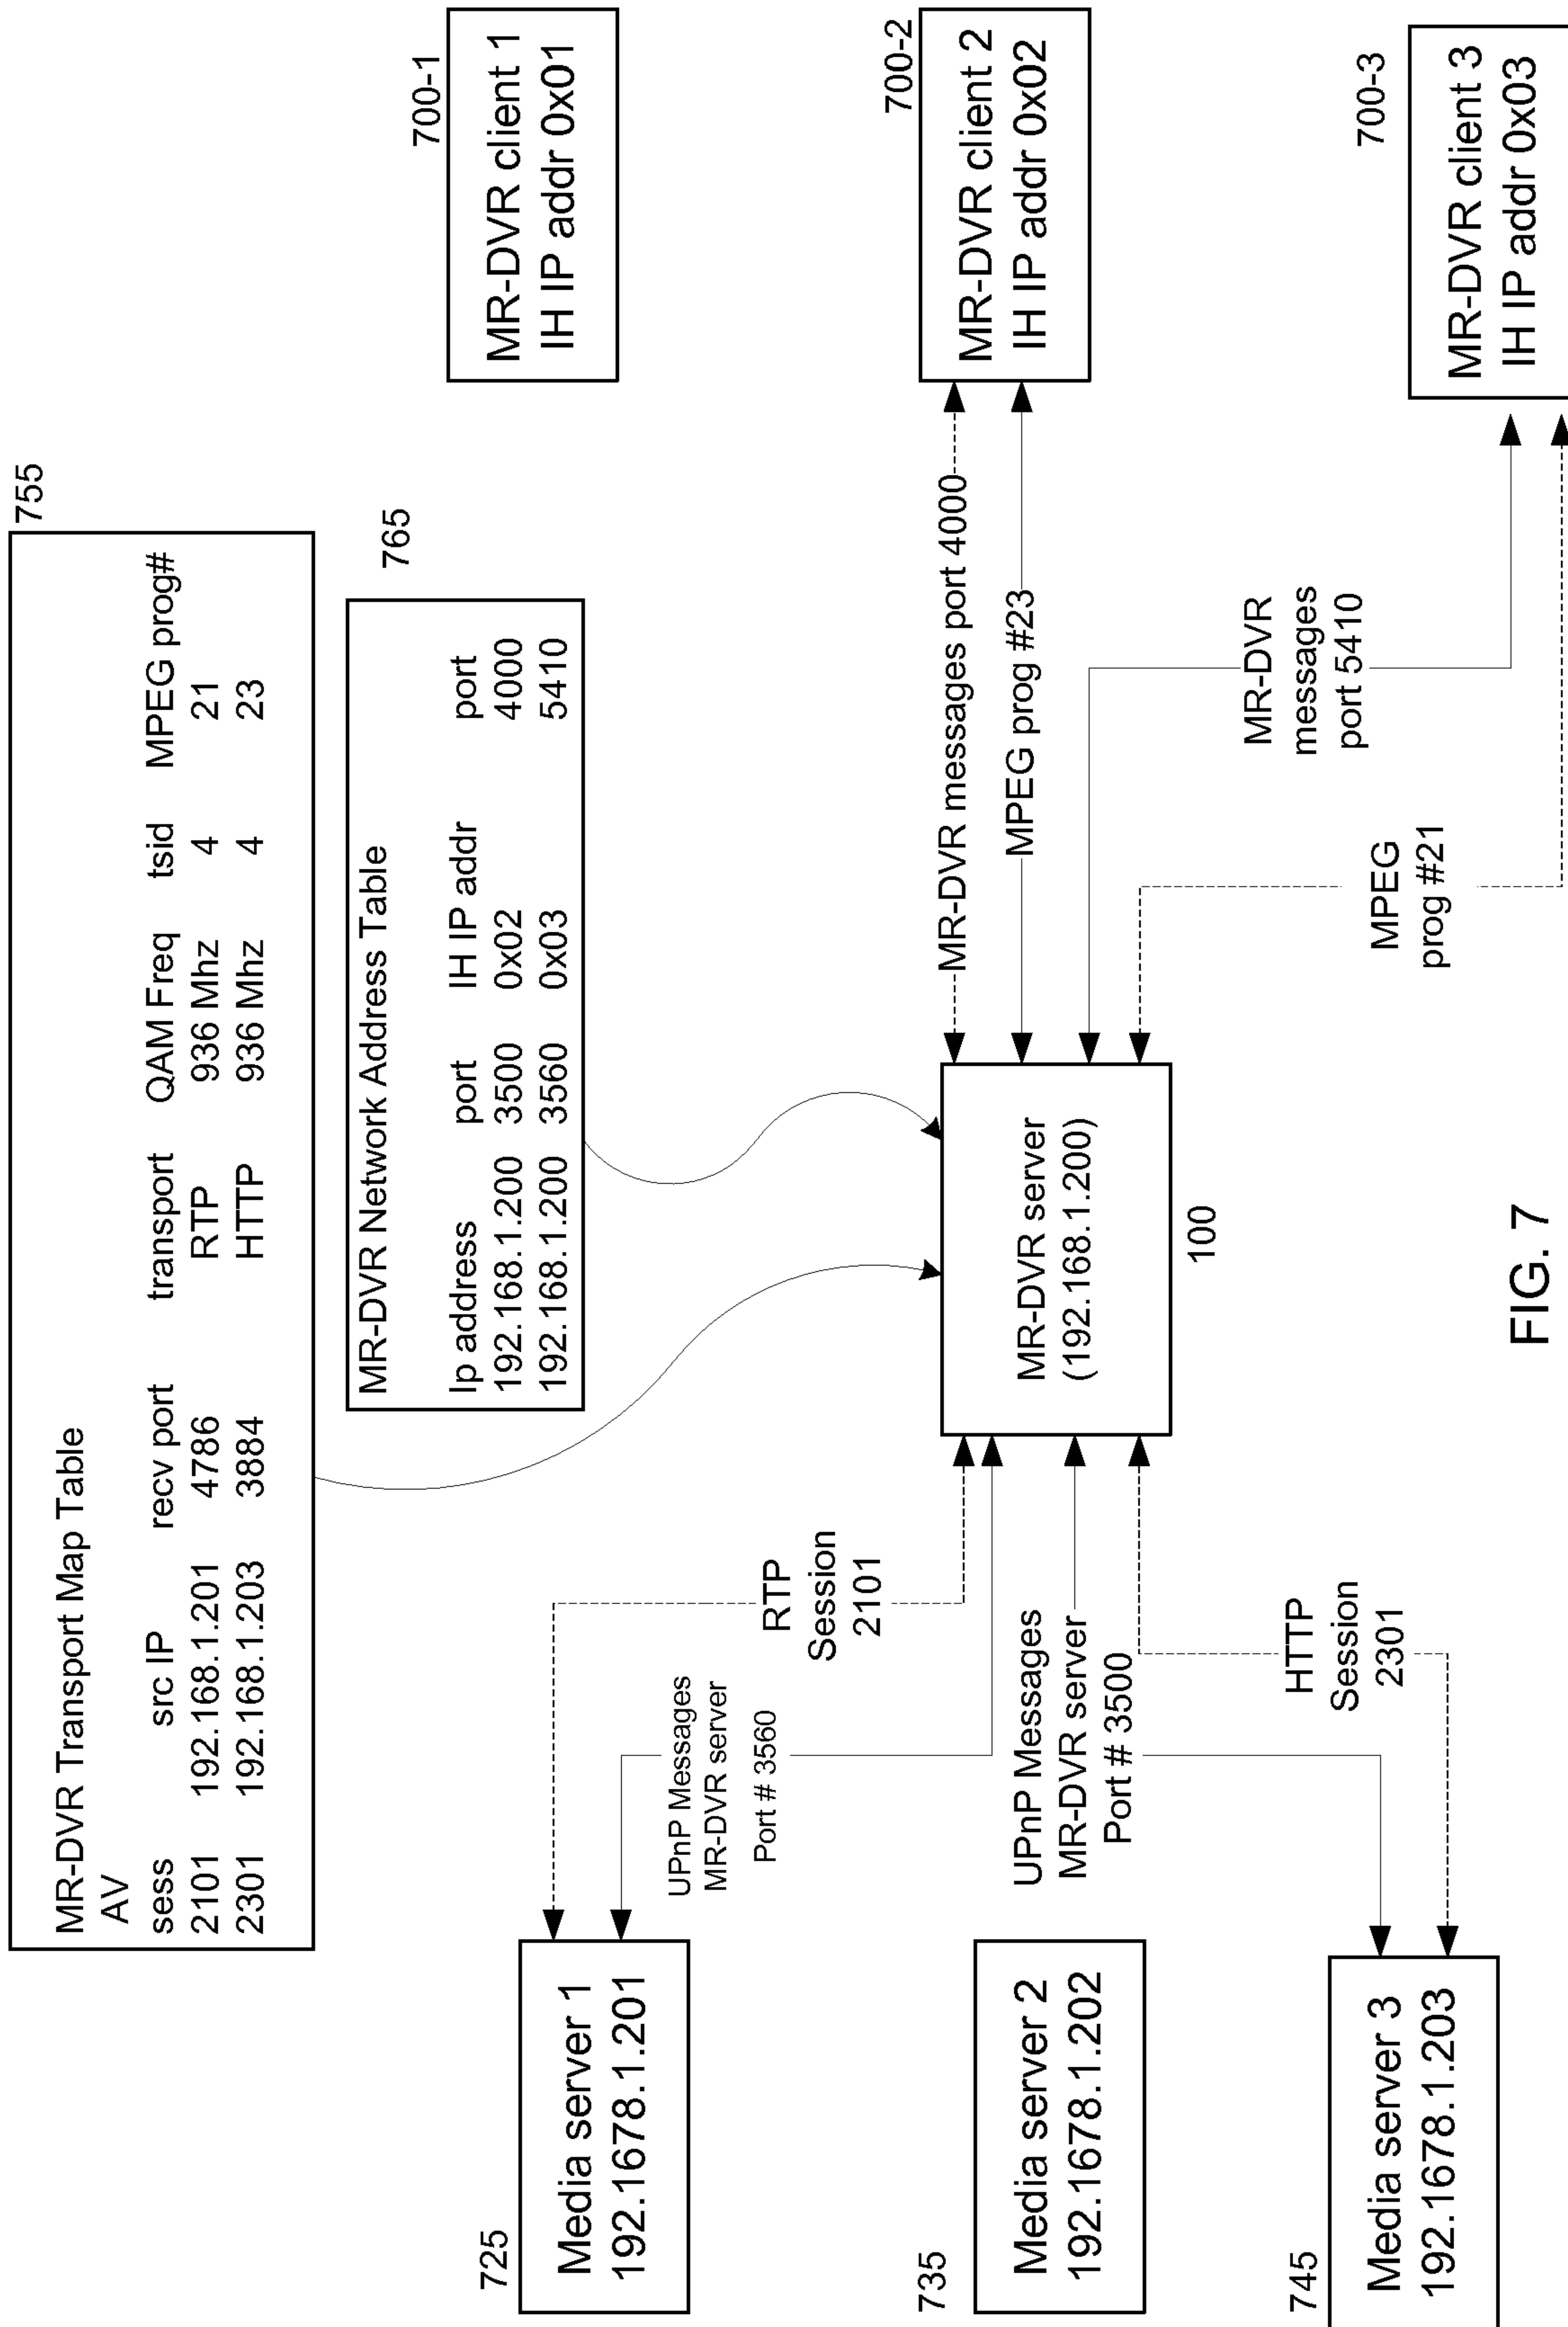 755
MR-DVR Transport Map Table
AV
sess src IP recv port transport QAM Freq tsid MPEG prog#
2101 192.168.1.201 4786 RTP 936 Mhz 4 21
2301 192.168.1.203 3884 HTTP 936 Mhz 4 23
765
MR-DVR Network Address Table
Ip address port IH IP addr port
192.168.1.200 3500 0x02 4000
192.168.1.200 3560 0x03 5410
725
Media server 1
192.1678.1.201
735
Media server 2
192.1678.1.202
745
Media server 3
192.1678.1.203
RTP
Session
2101
UPnP Messages
MR-DVR server
Port # 3560
UPnP Messages
MR-DVR server
Port # 3500
HTTP
Session
2301
MR-DVR server
(192.168.1.200)
100
MR-DVR messages port 4000
MPEG prog #23
MR-DVR
messages
port 5410
MPEG
prog #21
700-1
MR-DVR client 1
IH IP addr 0x01
700-2
MR-DVR client 2
IH IP addr 0x02
700-3
MR-DVR client 3
IH IP addr 0x03
FIG. 7